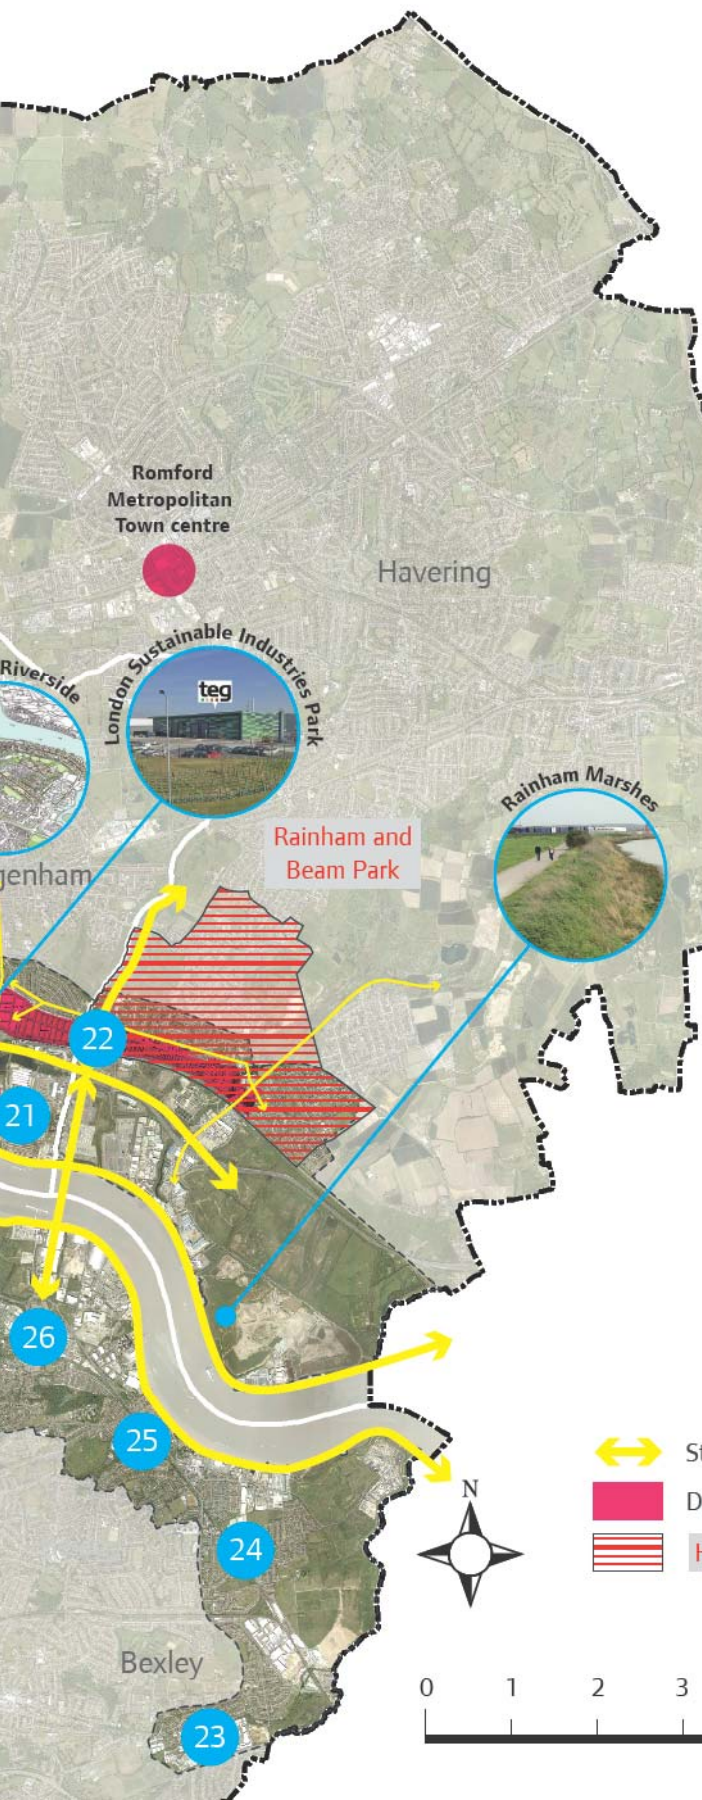 Romford
Metropolitan
Town centre
Havering
Riverside
London Sustainable Industries Park
teg
Rainham Marshes
Rainham and
Beam Park
genham
22
21
26
25
St
N
D
24
H
Bexley
0 1 2 3
23